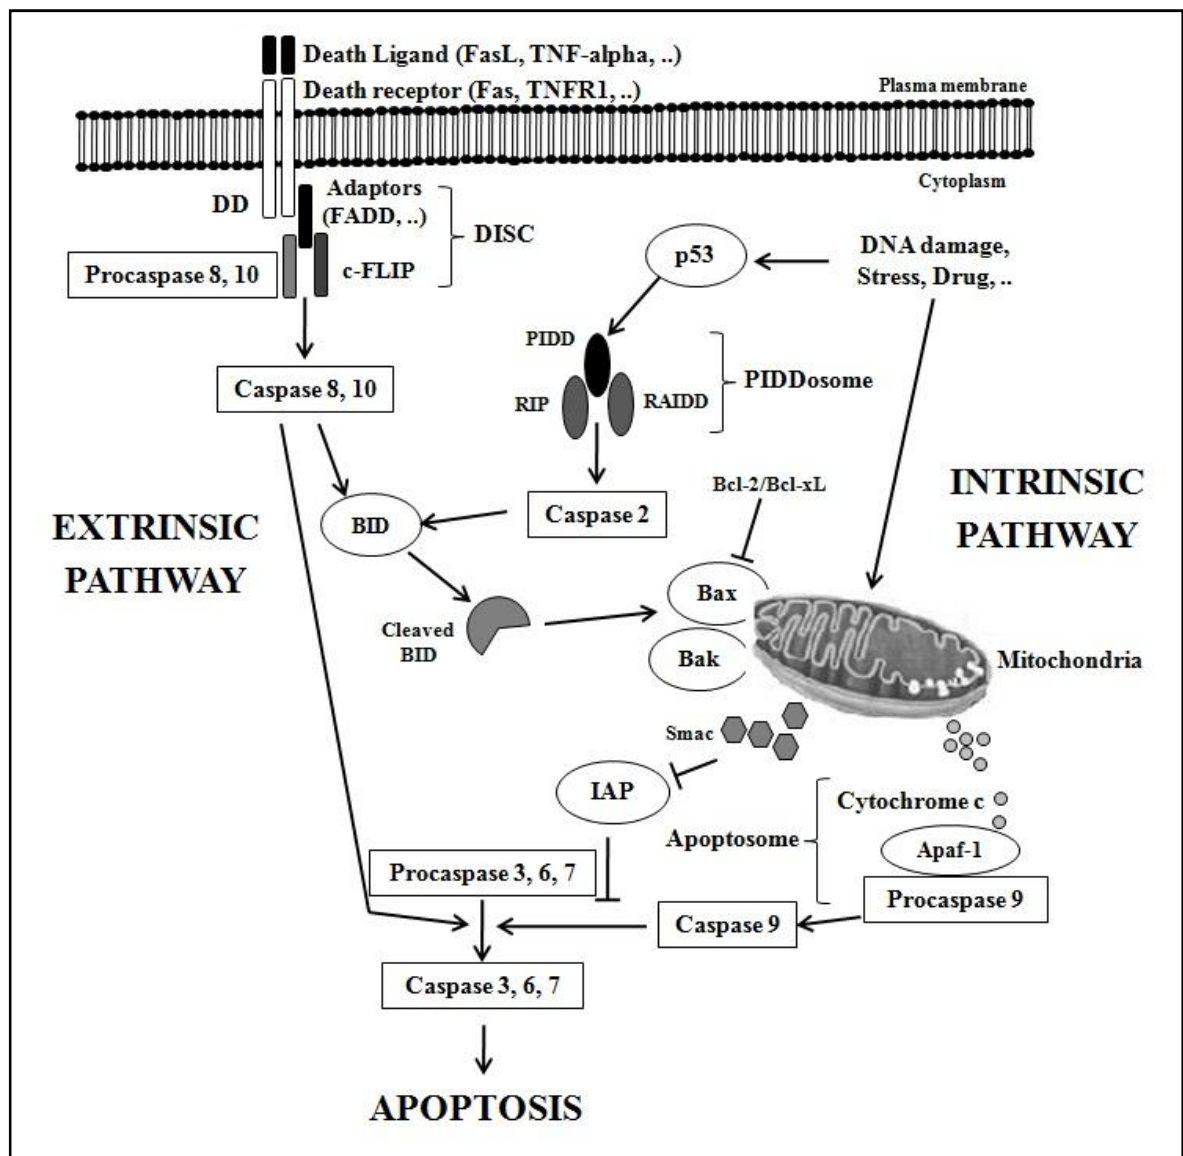 Death Ligand (FasL, TNF-alpha, ..)
Death receptor (Fas, TNFR1, ..)
Plasma membrane
Cytoplasm
DD
Adaptors
(FADD, ..)
DISC
Procaspase 8, 10
c-FLIP
p53
DNA damage,
Stress, Drug, ..
PIDD
PIDDosome
RIP
RAIDD
Caspase 8, 10
Bcl-2/Bcl-xL
INTRINSIC
PATHWAY
EXTRINSIC
PATHWAY
BID
Caspase 2
Bax
Cleaved
BID
Bak
Mitochondria
Smac
IAP
Cytochrome c
Apoptosome
Apaf-1
Procaspase 3, 6, 7
Procaspase 9
Caspase 9
Caspase 3, 6, 7
APOPTOSIS